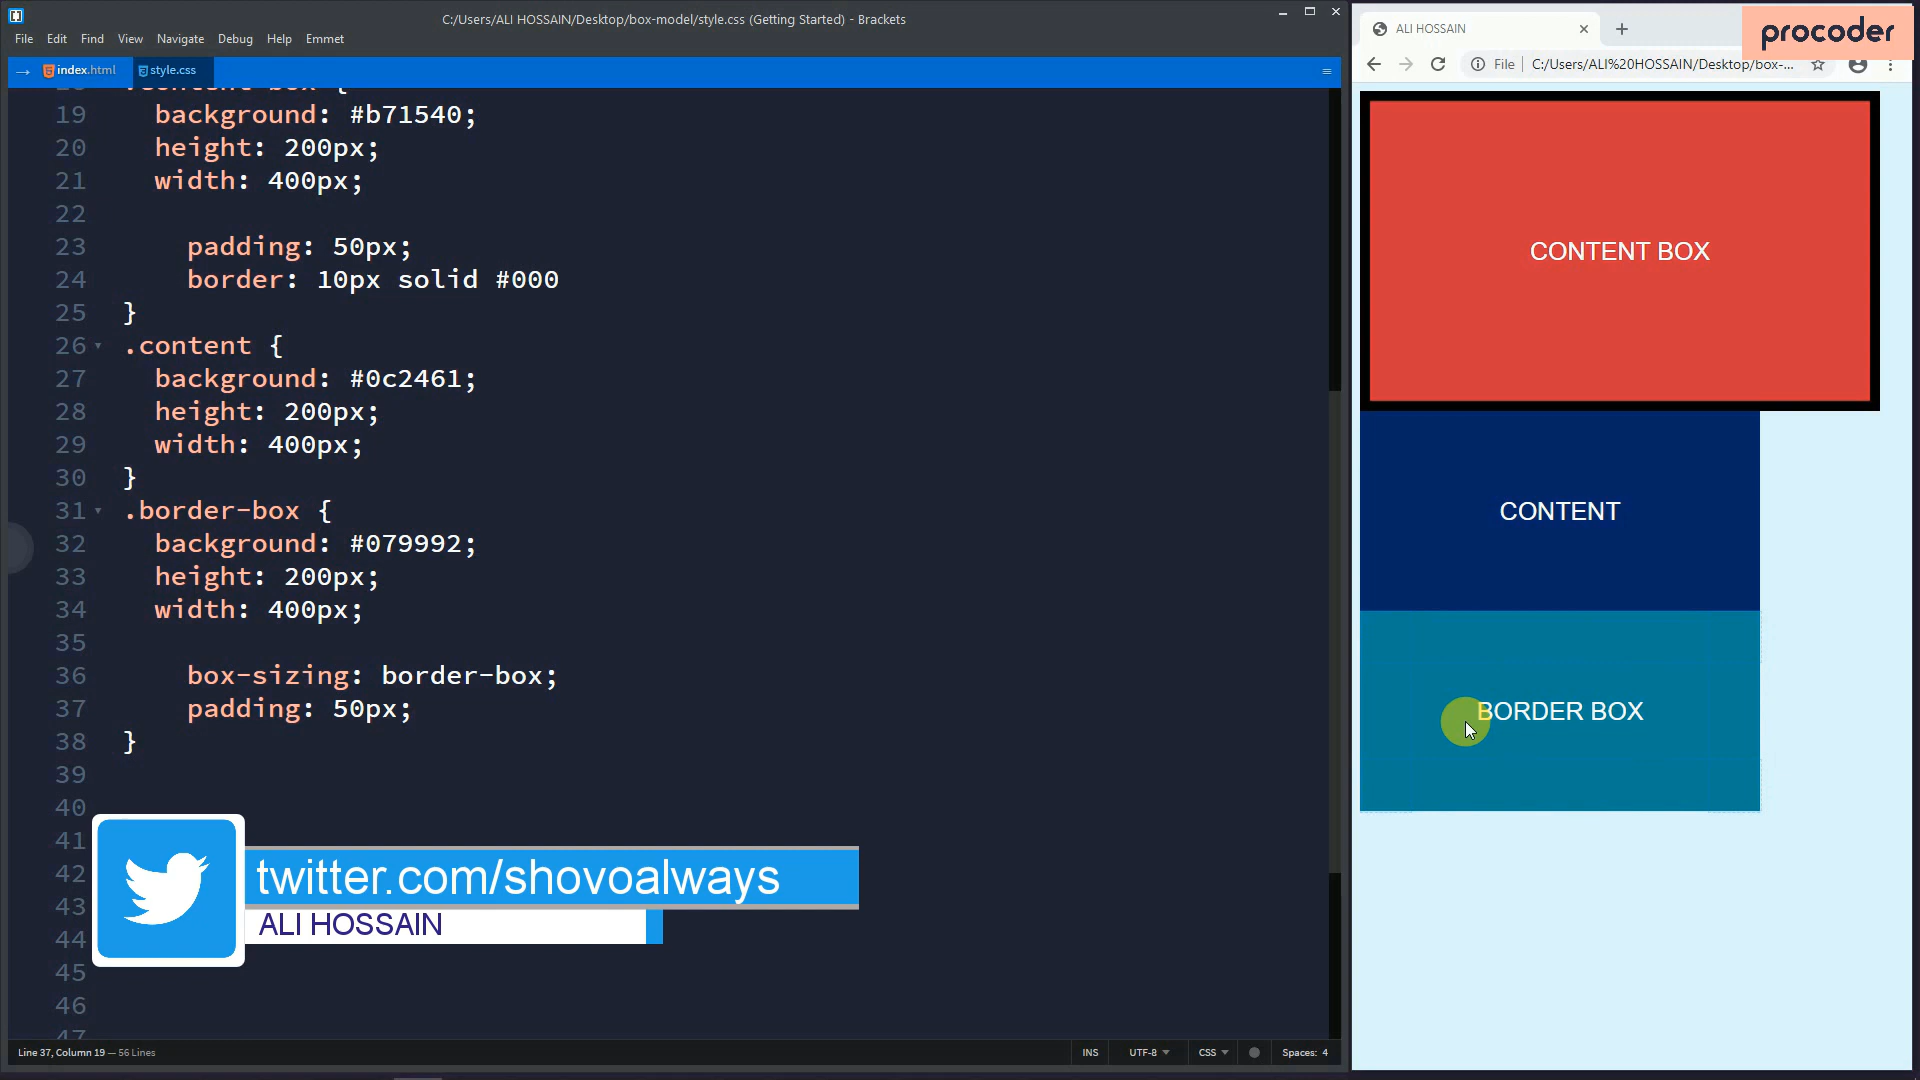 C:/Users/ALI HOSSAIN/Desktop/box-model/style.css (Getting Started) - Brackets
File Edit Find View Navigate Debug Help Emmet
index.html style.css
19 background: #b71540;
20 height: 200px;
21 width: 400px;
22
23 padding: 50px;
24 border: 10px solid #000
25 }
26 .content {
27 background: #0c2461;
28 height: 200px;
29 width: 400px;
30 }
31 .border-box {
32 background: #079992;
33 height: 200px;
34 width: 400px;
35
36 box-sizing: border-box;
37 padding: 50px;
38 }
39
40
41
42
43
44
45
46
47
twitter.com/shovoalways
ALI HOSSAIN
Line 37, Column 19 — 56 Lines
INS UTF-8 CSS Spaces: 4
ALI HOSSAIN
procoder
File C:/Users/ALI%20HOSSAIN/Desktop/box-...
CONTENT BOX
CONTENT
BORDER BOX